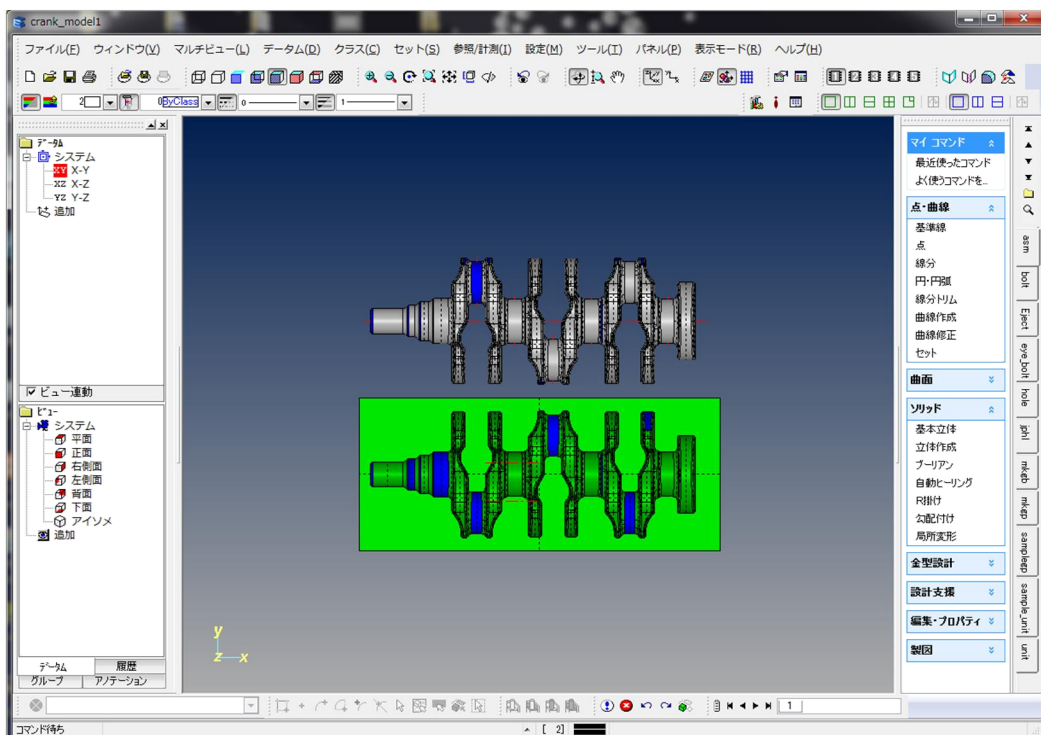 crank_model1
ファイル(F) ウィンドウ(V) マルチビュー(L) データム(D) クラス(C) セット(S) 参照/計測(I) 設定(M) ツール(T) パネル(P) 表示モード(R) ヘルプ(H)
2 0ByClass 0 1
データム
システム
XY X-Y
XZ X-Z
YZ Y-Z
追加
ビュー連動
ビュー
システム
平面
正面
右側面
左側面
背面
下面
アイソメ
追加
データム 履歴
グループ アノテーション
y
z x
マイ コマンド
最近使ったコマンド
よく使うコマンドを...
点・曲線
基準線
点
線分
円・円弧
線分トリム
曲線作成
曲線修正
セット
曲面
ソリッド
基本立体
立体作成
ブーリアン
自動ヒーリング
R掛け
勾配付け
局所変形
金型設計
設計支援
編集・プロパティ
製図
asm
bolt
Eject
eye_bolt
hole
iphl
mkeb
mkep
samplegp
sample_unit
unit
1
コマンド待ち [ 2]